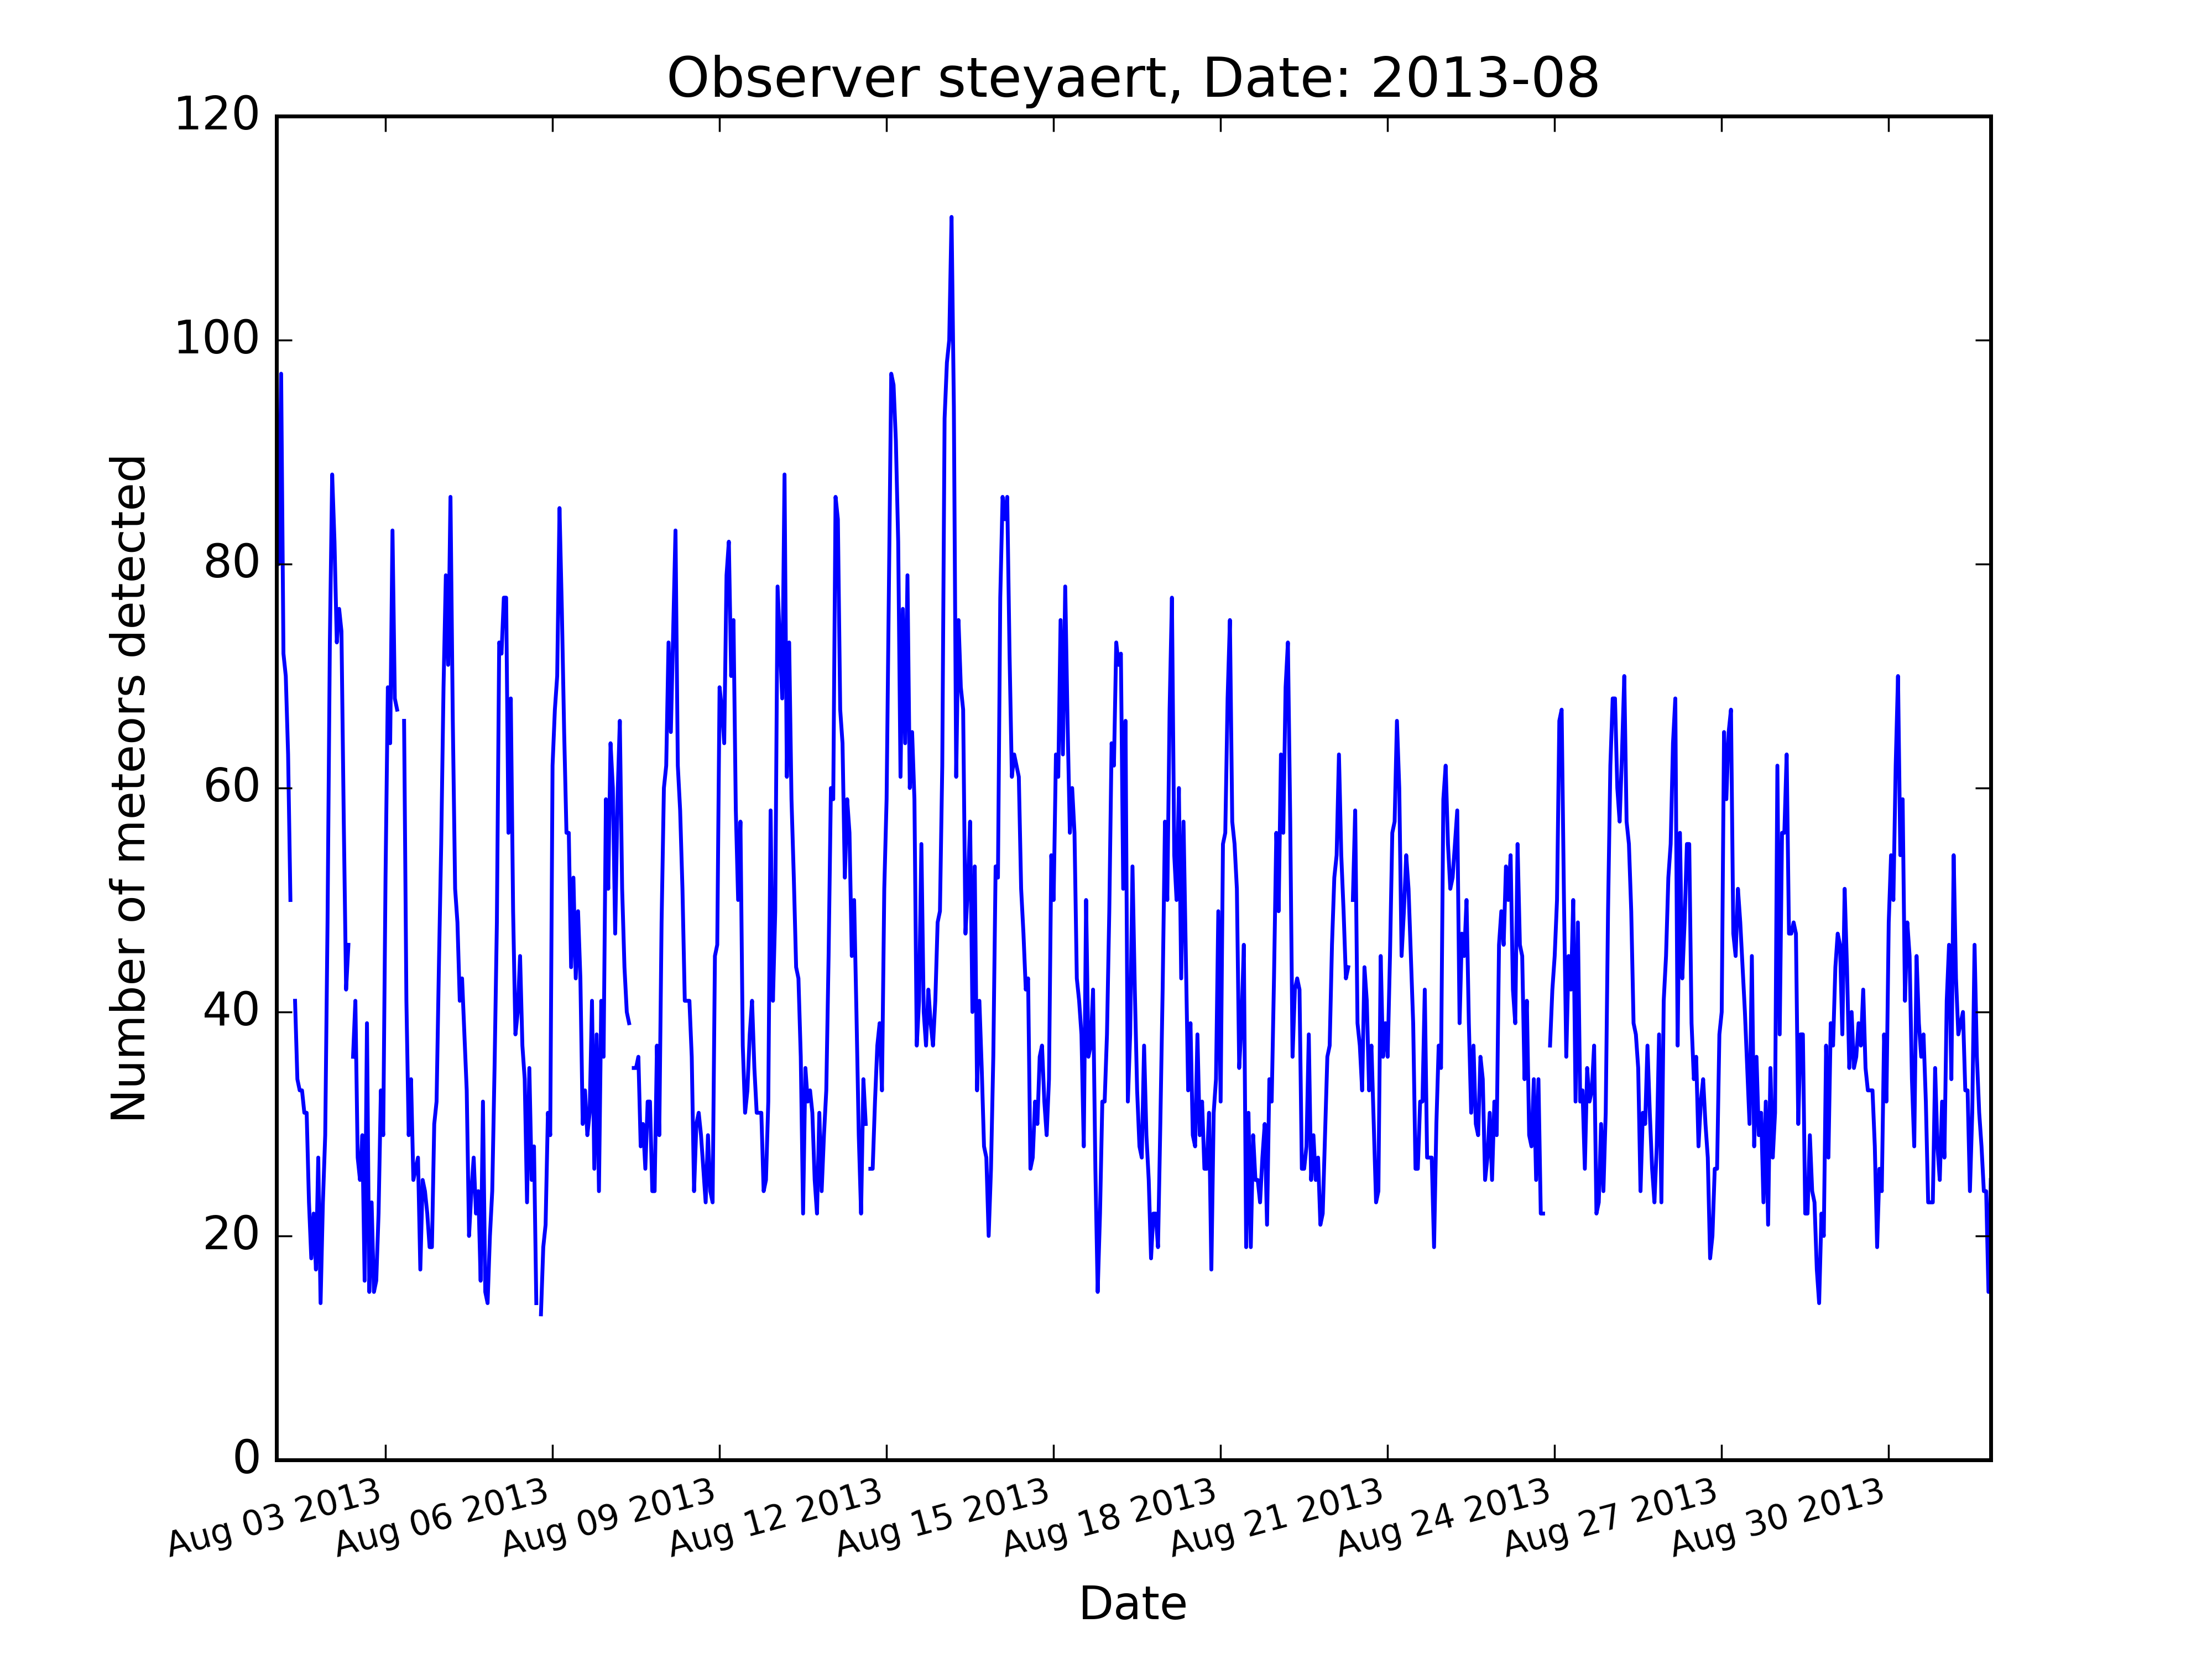 Observer steyaert, Date: 2013-08
120
100
80
60
40
20
0
Number of meteors detected
Aug 03 2013
Aug 06 2013
Aug 09 2013
Aug 12 2013
Aug 15 2013
Aug 18 2013
Aug 21 2013
Aug 24 2013
Aug 27 2013
Aug 30 2013
Date